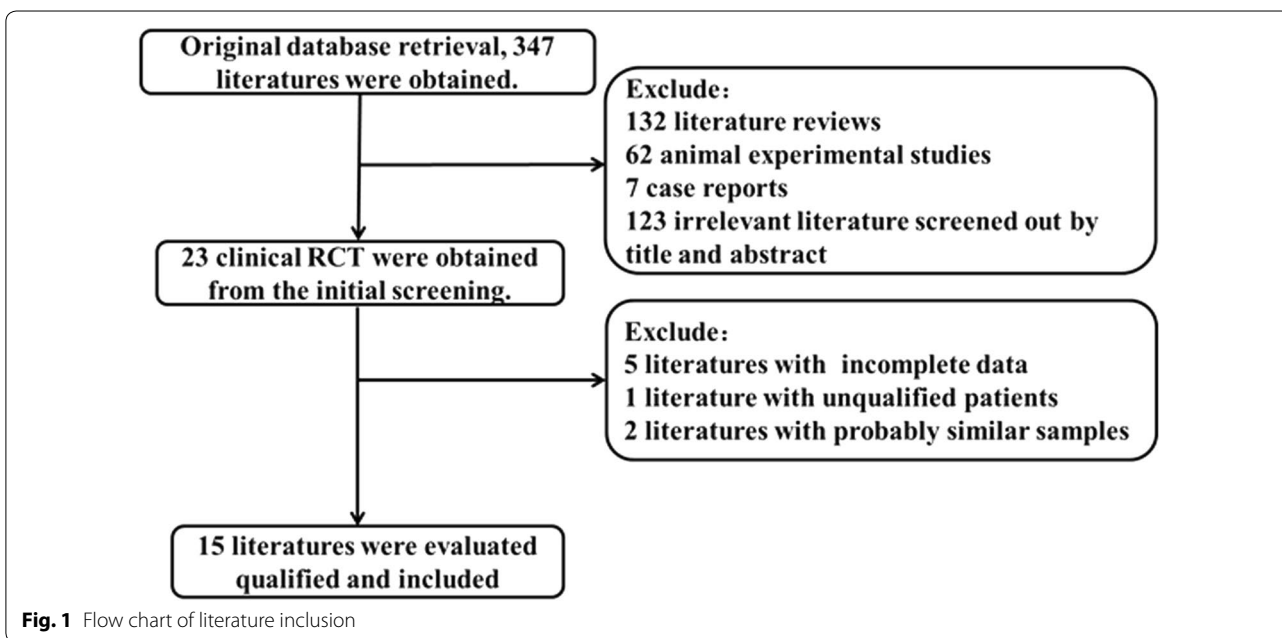 Original database retrieval, 347
literatures were obtained.
Exclude：
132 literature reviews
62 animal experimental studies
7 case reports
123 irrelevant literature screened out by
title and abstract
23 clinical RCT were obtained
from the initial screening.
Exclude：
5 literatures with incomplete data
1 literature with unqualified patients
2 literatures with probably similar samples
15 literatures were evaluated
qualified and included
Fig. 1 Flow chart of literature inclusion